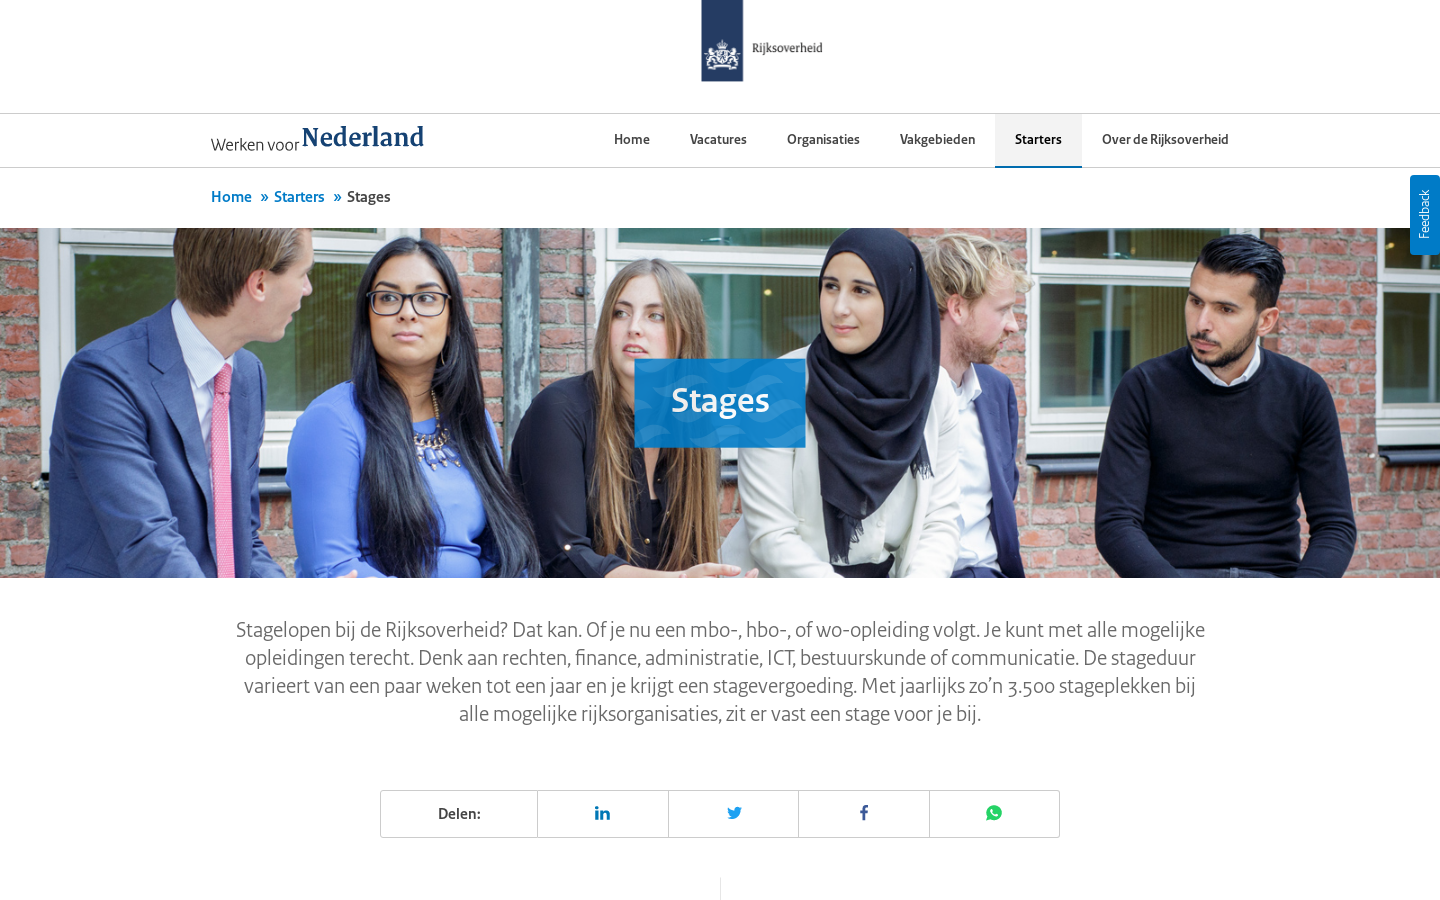 Rijksoverheid
Werken voor Nederland
Home
Vacatures
Organisaties
Vakgebieden
Starters
Over de Rijksoverheid
Home » Starters » Stages
Feedback
Stages
Stagelopen bij de Rijksoverheid? Dat kan. Of je nu een mbo-, hbo-, of wo-opleiding volgt. Je kunt met alle mogelijke
opleidingen terecht. Denk aan rechten, finance, administratie, ICT, bestuurskunde of communicatie. De stageduur
varieert van een paar weken tot een jaar en je krijgt een stagevergoeding. Met jaarlijks zo’n 3.500 stageplekken bij
alle mogelijke rijksorganisaties, zit er vast een stage voor je bij.
Delen: